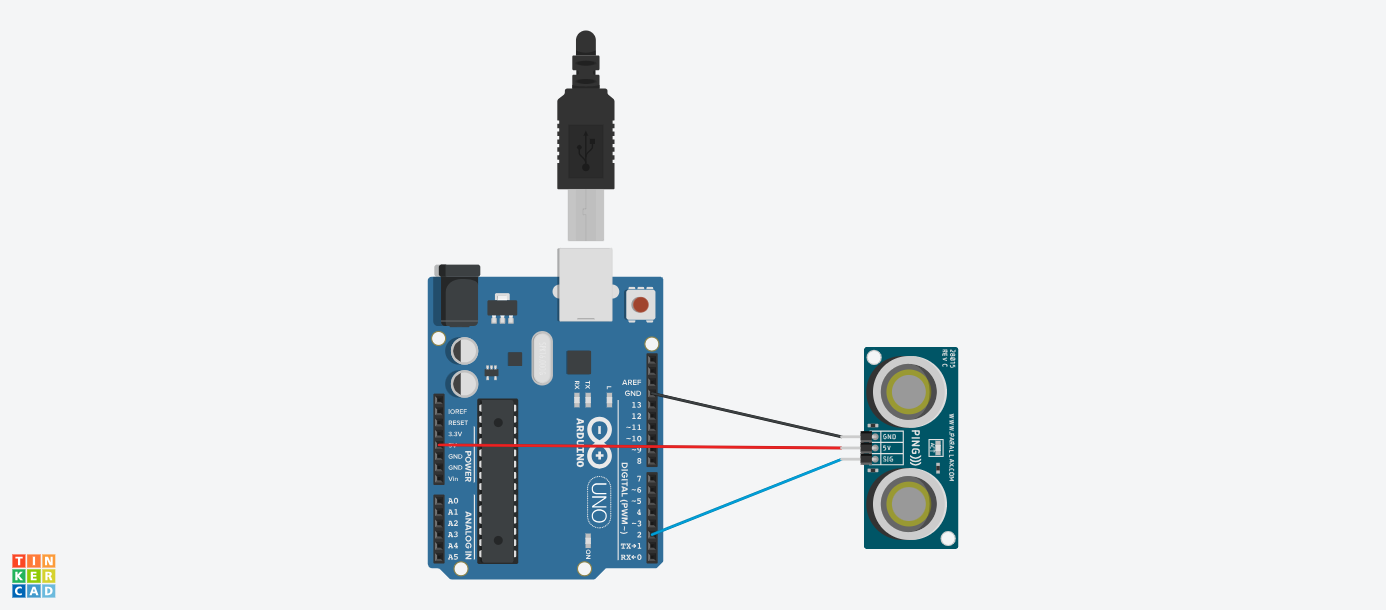 AREF
GND
13
12
~11
~10
~9
8
7
~6
~5
4
~3
2
TX→1
RX←0
DIGITAL (PWM~)
IOREF
RESET
3.3V
GND
GND
Vin
POWER
A0
A1
A2
A3
A4
A5
ANALOG IN
RX
TX
L
ARDUINO
UNO
ON
GND
5V
SIG
PING)))
28015
REV C
WWW.PARALLAX.COM
TIN
KER
CAD